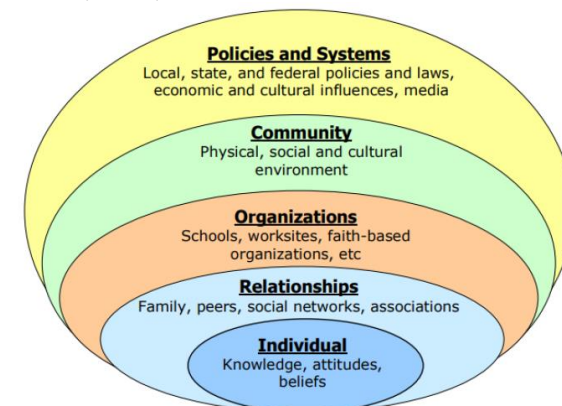 Policies and Systems
Local, state, and federal policies and laws,
economic and cultural influences, media
Community
Physical, social and cultural
environment
Organizations
Schools, worksites, faith-based
organizations, etc
Relationships
Family, peers, social networks, associations
Individual
Knowledge, attitudes,
beliefs